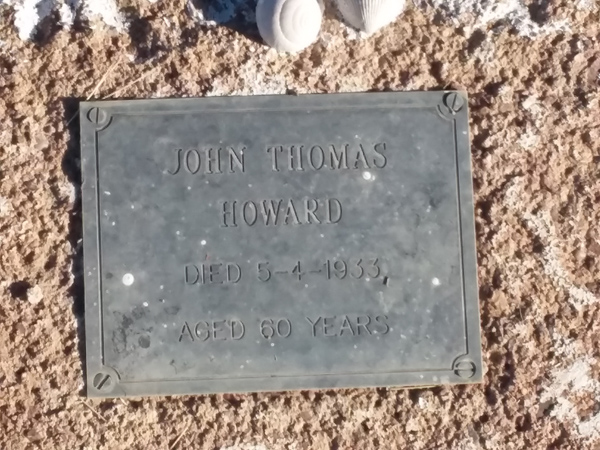 JOHN THOMAS
HOWARD
DIED 5-4-1933
AGED 60 YEARS